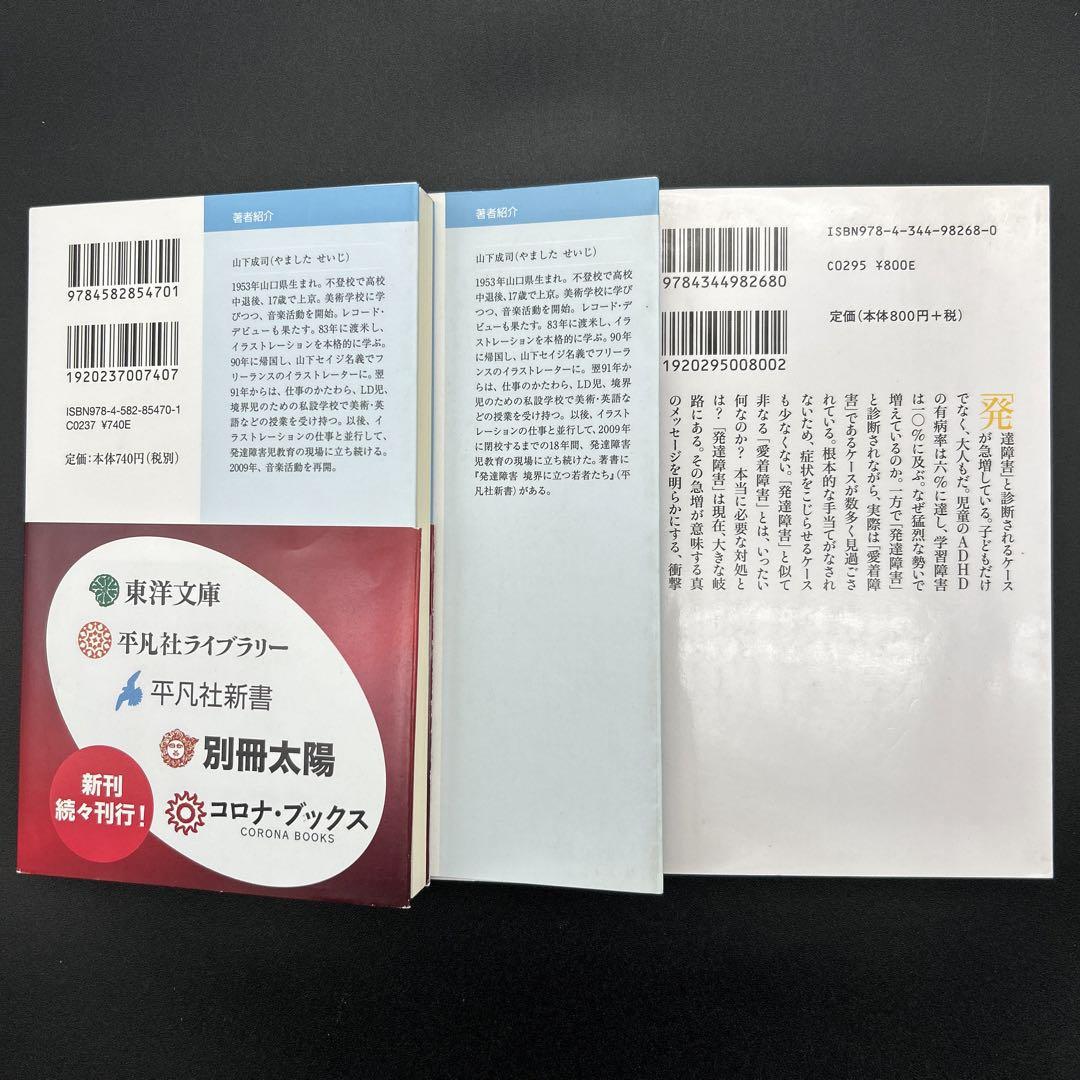 著者紹介
9784582854701
1920237007407
ISBN978-4-582-85470-1
C0237 ¥740E
定価:本体740円(税別)
山下成司(やました せいじ)
1953年山口県生まれ。不登校で高校
中退後、17歳で上京。美術学校に学
びつつ、音楽活動を開始。レコード・
デビューも果たす。83年に渡米し、イ
ラストレーションを本格的に学ぶ。
90年に帰国し、山下セイジ名義でフ
リーランスのイラストレーターに。翌
91年からは、仕事のかたわら、LD児、
境界児のための私設学校で美術・英
語などの授業を受け持つ。以後、イ
ラストレーションの仕事と並行して、
発達障害児教育の現場に立ち続ける。
2009年、音楽活動を再開。
東洋文庫
平凡社ライブラリー
平凡社新書
別冊太陽
コロナ・ブックス
CORONA BOOKS
新刊
続々刊行!
著者紹介
山下成司(やました せいじ)
1953年山口県生まれ。不登校で高校
中退後、17歳で上京。美術学校に学
びつつ、音楽活動を開始。レコード・デ
ビューも果たす。83年に渡米し、イラ
ストレーションを本格的に学ぶ。90年
に帰国し、山下セイジ名義でフリーラ
ンスのイラストレーターに。翌91年か
らは、仕事のかたわら、LD児、境界
児のための私設学校で美術・英語な
どの授業を受け持つ。以後、イラスト
レーションの仕事と並行して、2009年
に閉校するまでの18年間、発達障害
児教育の現場に立ち続けた。著書に
『発達障害 境界に立つ若者たち』(平
凡社新書)がある。
9784344982680
1920295008002
ISBN978-4-344-98268-0
C0295 ¥800E
定価(本体800円+税)
「発達障害」と診断されるケース
が急増している。子どもだけ
でなく、大人もだ。児童のADHD
の有病率は六%に達し、学習障害
は一〇%に及ぶ。なぜ猛烈な勢いで
増えているのか。一方で「発達障害」
と診断されながら、実際は「愛着障
害」であるケースが数多く見過ごさ
れている。根本的な手当てがなされ
ないため、症状をこじらせるケース
も少なくない。「発達障害」と似て
非なる「愛着障害」とは、いったい
何なのか? 本当に必要な対処と
は? 「発達障害」は現在、大きな岐
路にある。その急増が意味する真
のメッセージを明らかにする、衝撃